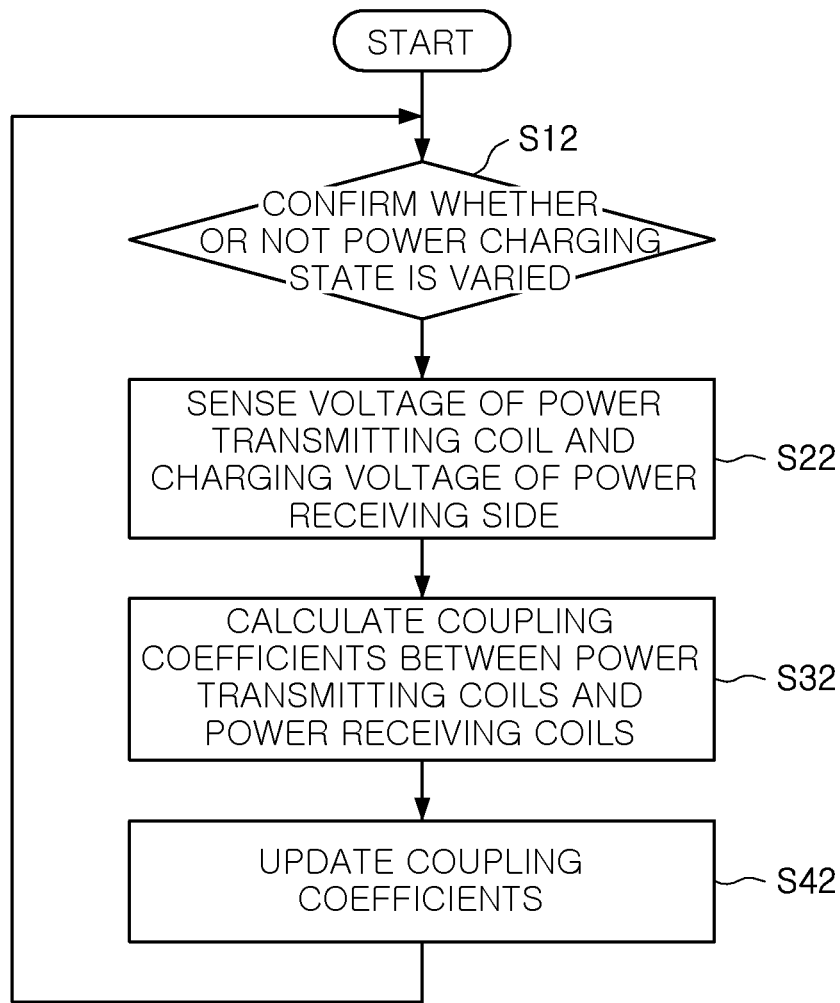 START
S12
CONFIRM WHETHER
OR NOT POWER CHARGING
STATE IS VARIED
SENSE VOLTAGE OF POWER
TRANSMITTING COIL AND
CHARGING VOLTAGE OF POWER
RECEIVING SIDE
S22
CALCULATE COUPLING
COEFFICIENTS BETWEEN POWER
TRANSMITTING COILS AND
POWER RECEIVING COILS
S32
UPDATE COUPLING
COEFFICIENTS
S42